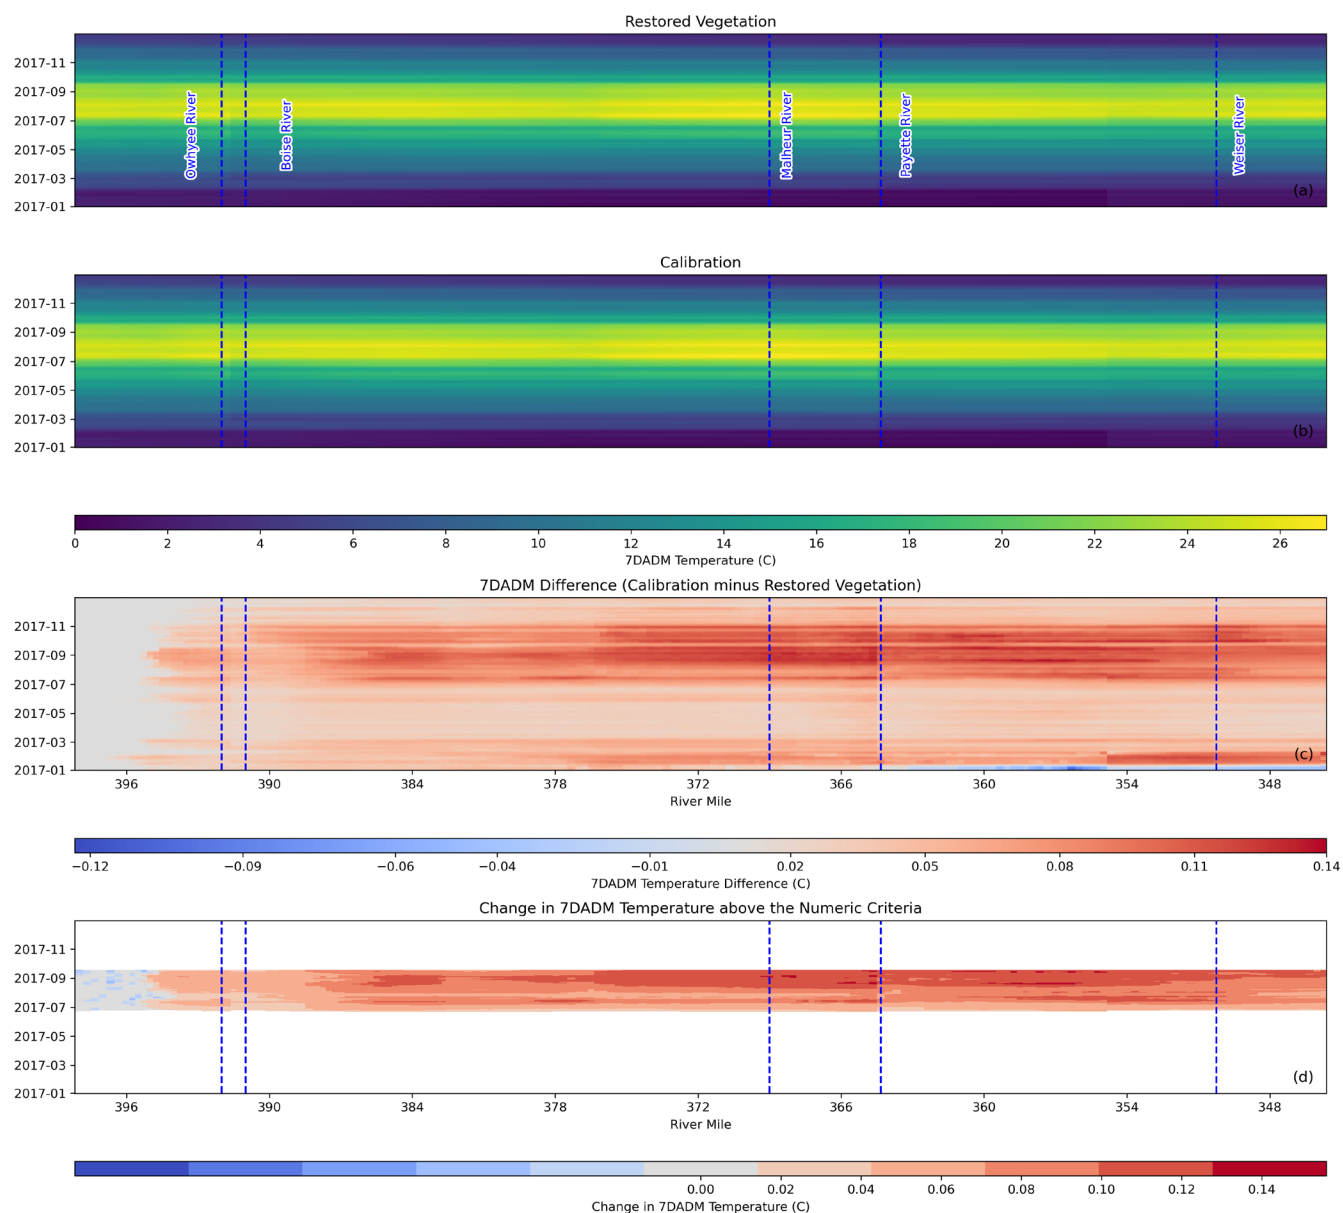 Restored Vegetation
2017-11
2017-09
2017-07
2017-05
2017-03
2017-01
Owhyee River
Boise River
Malheur River
Payette River
Weiser River
(a)
Calibration
2017-11
2017-09
2017-07
2017-05
2017-03
2017-01
(b)
0 2 4 6 8 10 12 14 16 18 20 22 24 26
7DADM Temperature (C)
7DADM Difference (Calibration minus Restored Vegetation)
2017-11
2017-09
2017-07
2017-05
2017-03
2017-01
(c)
396 390 384 378 372 366 360 354 348
River Mile
−0.12 −0.09 −0.06 −0.04 −0.01 0.02 0.05 0.08 0.11 0.14
7DADM Temperature Difference (C)
Change in 7DADM Temperature above the Numeric Criteria
2017-11
2017-09
2017-07
2017-05
2017-03
2017-01
(d)
396 390 384 378 372 366 360 354 348
River Mile
0.00 0.02 0.04 0.06 0.08 0.10 0.12 0.14
Change in 7DADM Temperature (C)